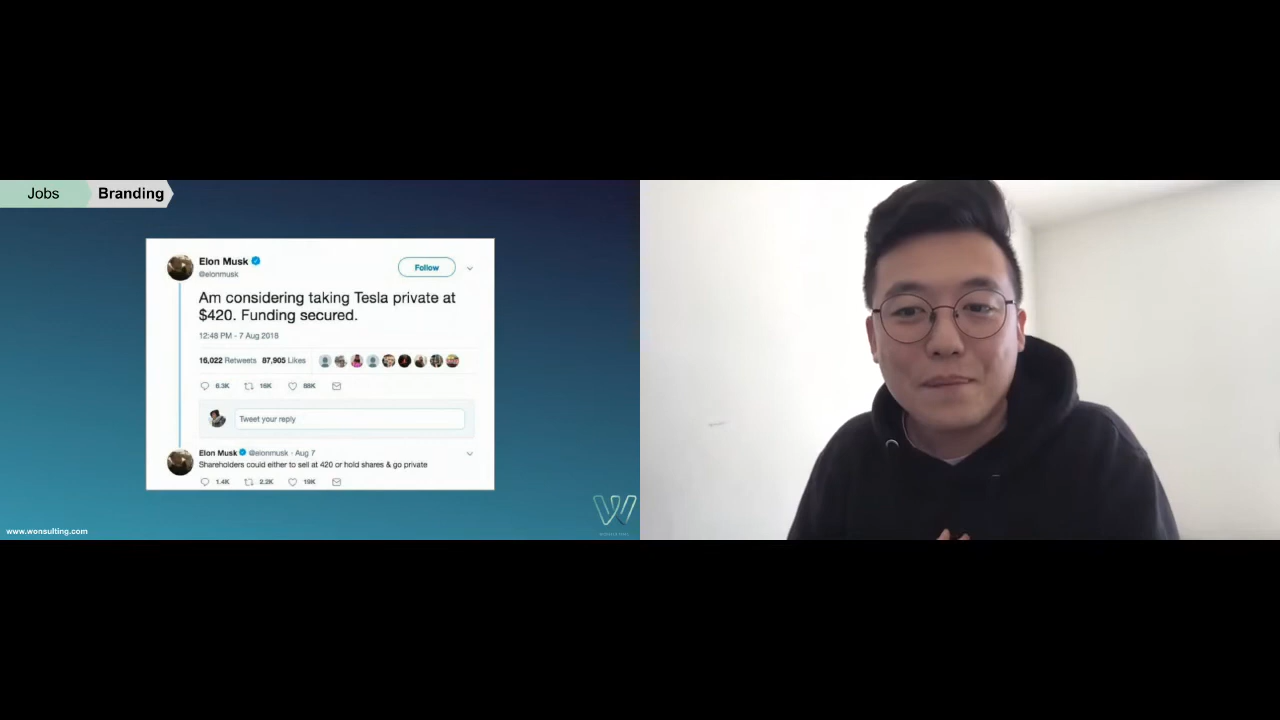 Jobs
Branding
Elon Musk
@elonmusk
Follow
Am considering taking Tesla private at
$420. Funding secured.
12:48 PM - 7 Aug 2018
16,022 Retweets 87,905 Likes
6.3K 16K 88K
Tweet your reply
Elon Musk @elonmusk · Aug 7
Shareholders could either to sell at 420 or hold shares & go private
1.4K 2.2K 19K
www.wonsulting.com